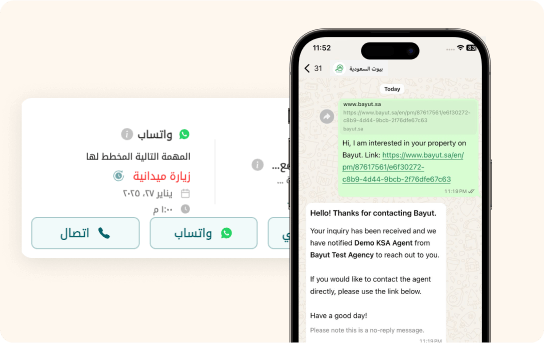 واتساب
المهمة التالية المخطط لها
زيارة ميدانية
يناير ٢٧، ٢٠٢٥
١:٠٠ م
اتصال
واتساب
11:52
83
31
بيوت السعودية
Today
www.bayut.sa
https://www.bayut.sa/en/pm/87617561/e6f30272-
c8b9-4d44-9bcb-2f76dfe67c63
Hi, I am interested in your property on
Bayut. Link: https://www.bayut.sa/en/
pm/87617561/e6f30272-
c8b9-4d44-9bcb-2f76dfe67c63
11:19 PM
Hello! Thanks for contacting Bayut.
Your inquiry has been received and we
have notified Demo KSA Agent from
Bayut Test Agency to reach out to you.
If you would like to contact the agent
directly, please use the link below.
Have a good day!
Please note this is a no-reply message.
11:19 PM